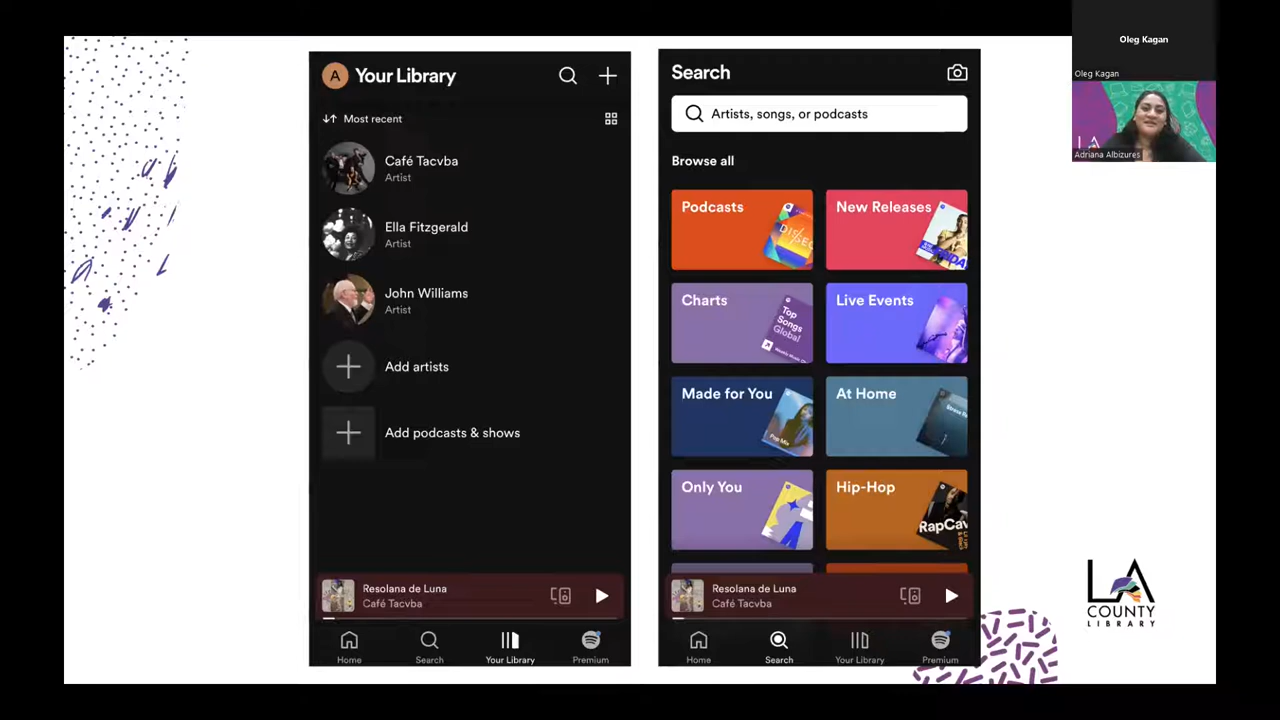 A Your Library
Most recent
Café Tacvba
Artist
Ella Fitzgerald
Artist
John Williams
Artist
Add artists
Add podcasts & shows
Resolana de Luna
Café Tacvba
Home Search Your Library Premium
Search
Artists, songs, or podcasts
Browse all
Podcasts
New Releases
Charts
Top
Songs
Global
Live Events
Made for You
Pop Mix
At Home
Only You
Hip-Hop
RapCav
Resolana de Luna
Café Tacvba
Home Search Your Library Premium
Oleg Kagan
Oleg Kagan
LA
Adriana Albizures
LA
COUNTY
LIBRARY